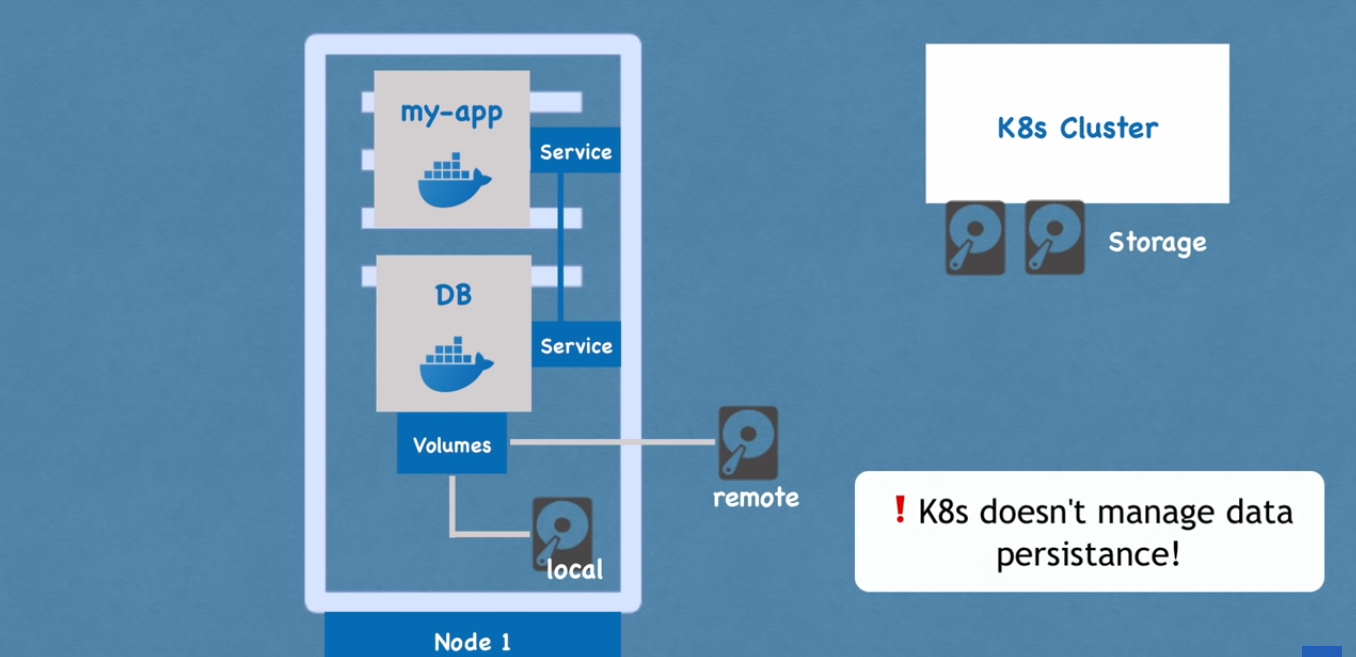 my-app
Service
DB
Service
Volumes
remote
local
Node 1
K8s Cluster
Storage
! K8s doesn't manage data
persistance!